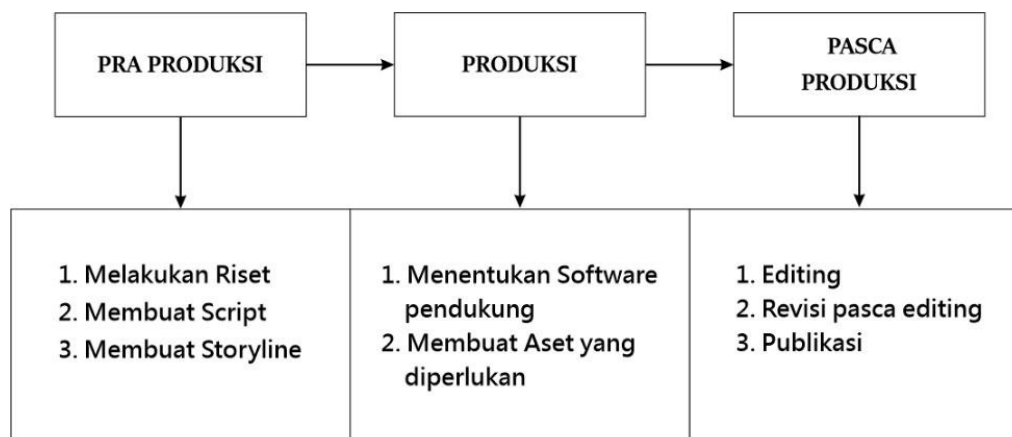 PRA PRODUKSI
PRODUKSI
PASCA
PRODUKSI
1. Melakukan Riset
2. Membuat Script
3. Membuat Storyline
1. Menentukan Software
pendukung
2. Membuat Aset yang
diperlukan
1. Editing
2. Revisi pasca editing
3. Publikasi